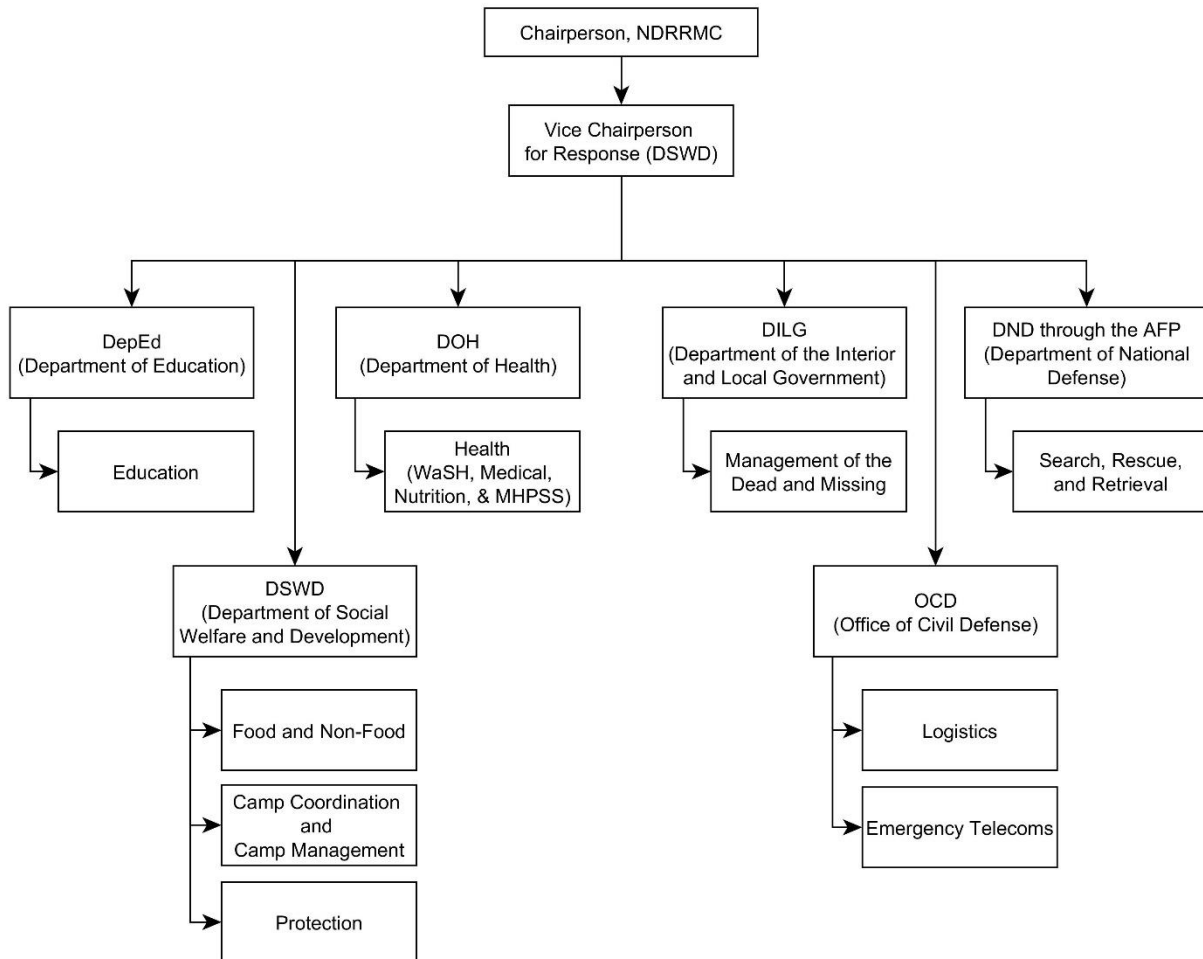 Chairperson, NDRRMC
Vice Chairperson
for Response (DSWD)
DepEd
(Department of Education)
DOH
(Department of Health)
DILG
(Department of the Interior
and Local Government)
DND through the AFP
(Department of National
Defense)
Education
Health
(WaSH, Medical,
Nutrition, & MHPSS)
Management of the
Dead and Missing
Search, Rescue,
and Retrieval
DSWD
(Department of Social
Welfare and Development)
OCD
(Office of Civil Defense)
Food and Non-Food
Logistics
Camp Coordination
and
Camp Management
Emergency Telecoms
Protection